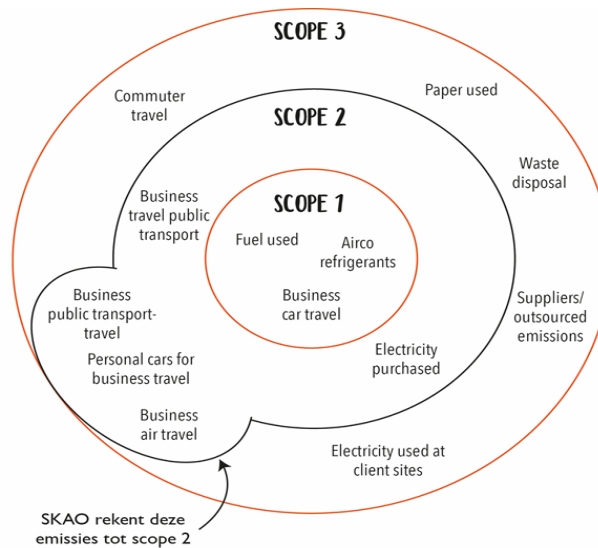 SCOPE 3
Commuter
travel
Paper used
SCOPE 2
Waste
disposal
Business
travel public
transport
SCOPE 1
Fuel used
Airco
refrigerants
Business
car travel
Business
public transport-
travel
Suppliers/
outsourced
emissions
Personal cars for
business travel
Electricity
purchased
Business
air travel
Electricity used at
client sites
SKAO rekent deze
emissies tot scope 2